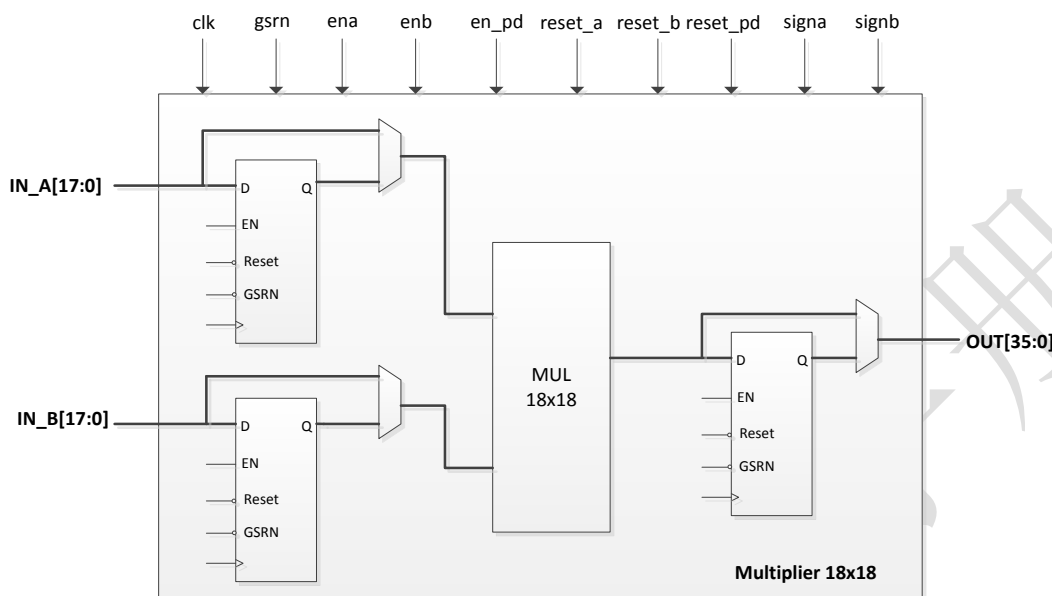 clk gsrn ena enb en_pd reset_a reset_b reset_pd signa signb
IN_A[17:0]
D Q
EN
Reset
GSRN
MUL
18x18
D Q
EN
Reset
GSRN
OUT[35:0]
IN_B[17:0]
D Q
EN
Reset
GSRN
Multiplier 18x18